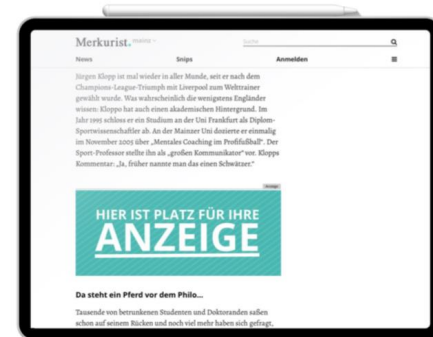 Merkurist. mainz
Suche
News Snips Anmelden
Jürgen Klopp ist mal wieder in aller Munde, seit er nach dem
Champions-League-Triumph mit Liverpool zum Welttrainer
gewählt wurde. Was wahrscheinlich die wenigsten Engländer
wissen: Kloppo hat auch einen akademischen Hintergrund. Im
Jahr 1995 schloss er ein Studium an der Uni Frankfurt als Diplom-
Sportwissenschaftler ab. An der Mainzer Uni dozierte er einmalig
im November 2005 über „Mentales Coaching im Profifußball“. Der
Sport-Professor stellte ihn als „großen Kommunikator“ vor. Klopps
Kommentar: „Ja, früher nannte man das einen Schwätzer.“
Anzeige
HIER IST PLATZ FÜR IHRE
ANZEIGE
Da steht ein Pferd vor dem Philo...
Tausende von betrunkenen Studenten und Doktoranden saßen
schon auf seinem Rücken und noch viel mehr haben sich gefragt,